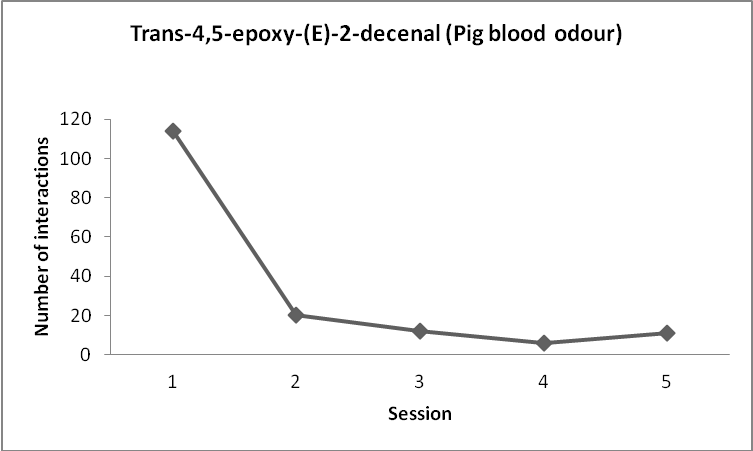 Trans-4,5-epoxy-(E)-2-decenal (Pig blood odour)
Number of interactions
120
100
80
60
40
20
0
1 2 3 4 5
Session